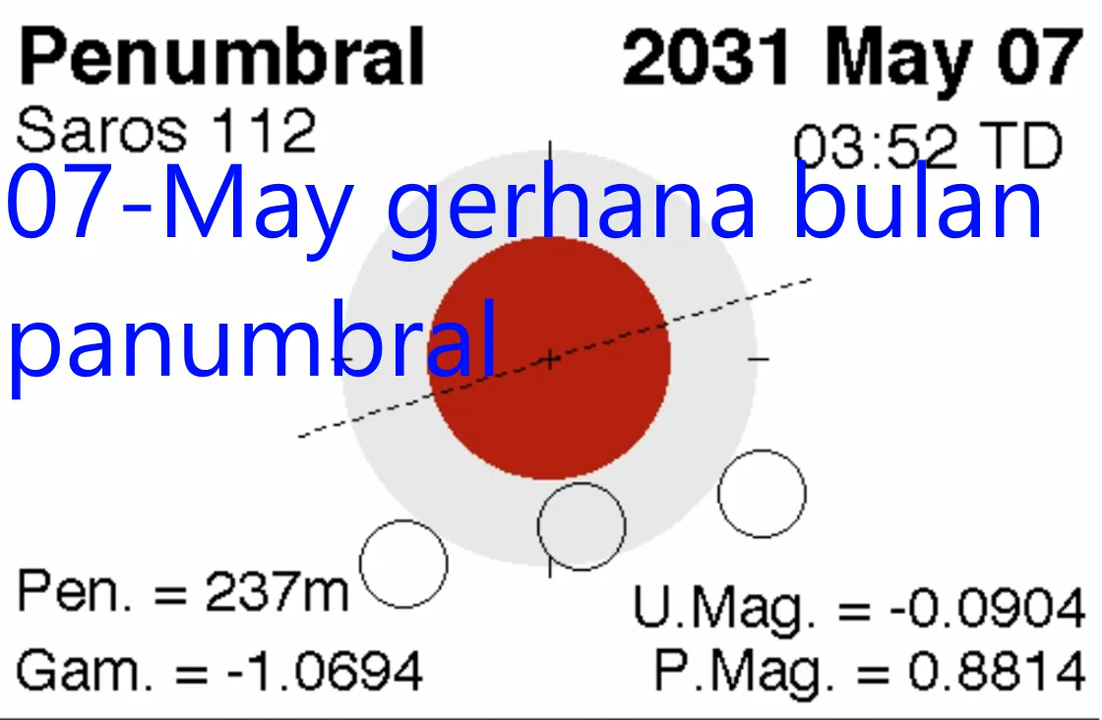 Penumbral 2031 May 07
Saros 112 03:52 TD
07-May gerhana bulan
panumbral
Pen. = 237m U.Mag. = -0.0904
Gam. = -1.0694 P.Mag. = 0.8814